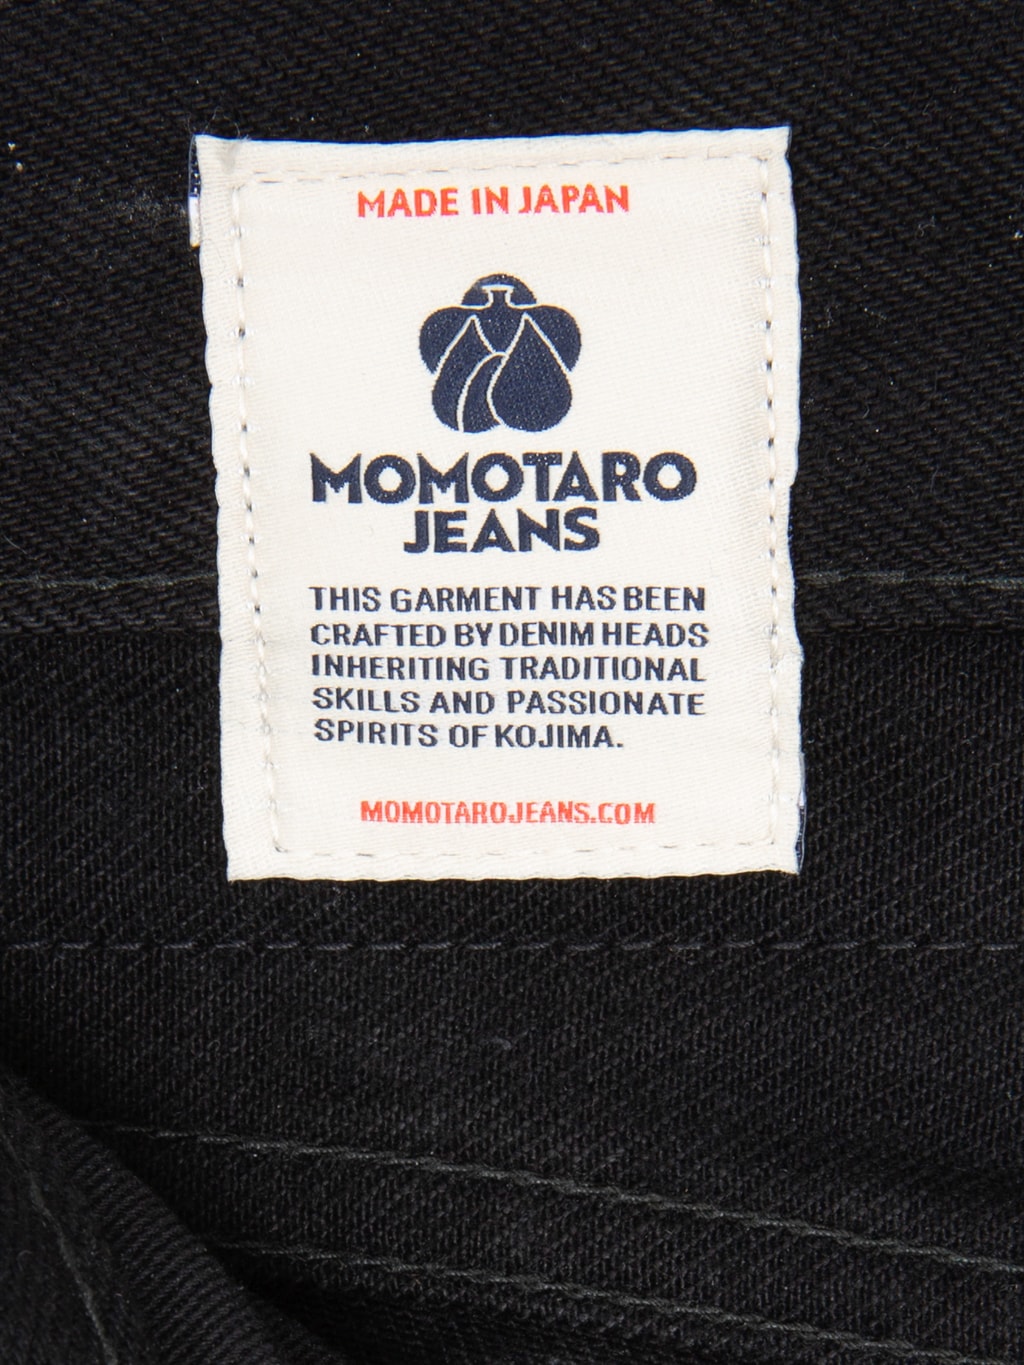 MADE IN JAPAN
MOMOTARO
JEANS
THIS GARMENT HAS BEEN
CRAFTED BY DENIM HEADS
INHERITING TRADITIONAL
SKILLS AND PASSIONATE
SPIRITS OF KOJIMA.
MOMOTAROJEANS.COM